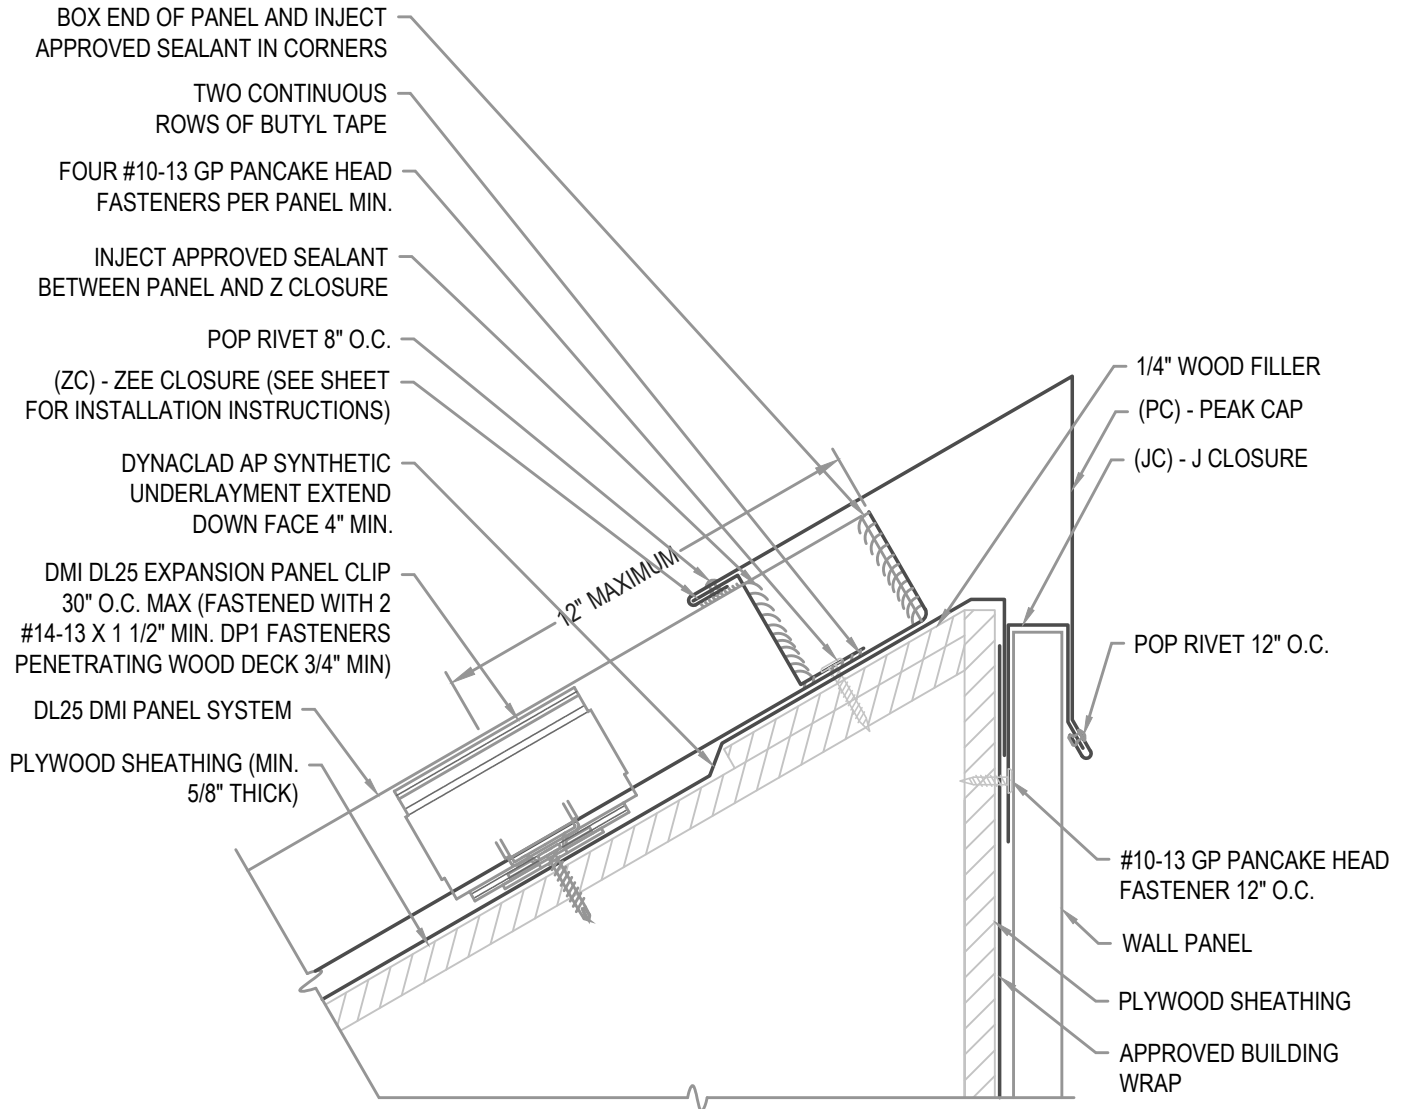 BOX END OF PANEL AND INJECT
APPROVED SEALANT IN CORNERS
TWO CONTINUOUS
ROWS OF BUTYL TAPE
FOUR #10-13 GP PANCAKE HEAD
FASTENERS PER PANEL MIN.
INJECT APPROVED SEALANT
BETWEEN PANEL AND Z CLOSURE
POP RIVET 8" O.C.
(ZC) - ZEE CLOSURE (SEE SHEET
FOR INSTALLATION INSTRUCTIONS)
DYNACLAD AP SYNTHETIC
UNDERLAYMENT EXTEND
DOWN FACE 4" MIN.
DMI DL25 EXPANSION PANEL CLIP
30" O.C. MAX (FASTENED WITH 2
#14-13 X 1 1/2" MIN. DP1 FASTENERS
PENETRATING WOOD DECK 3/4" MIN)
DL25 DMI PANEL SYSTEM
PLYWOOD SHEATHING (MIN.
5/8" THICK)
12" MAXIMUM
1/4" WOOD FILLER
(PC) - PEAK CAP
(JC) - J CLOSURE
POP RIVET 12" O.C.
#10-13 GP PANCAKE HEAD
FASTENER 12" O.C.
WALL PANEL
PLYWOOD SHEATHING
APPROVED BUILDING
WRAP